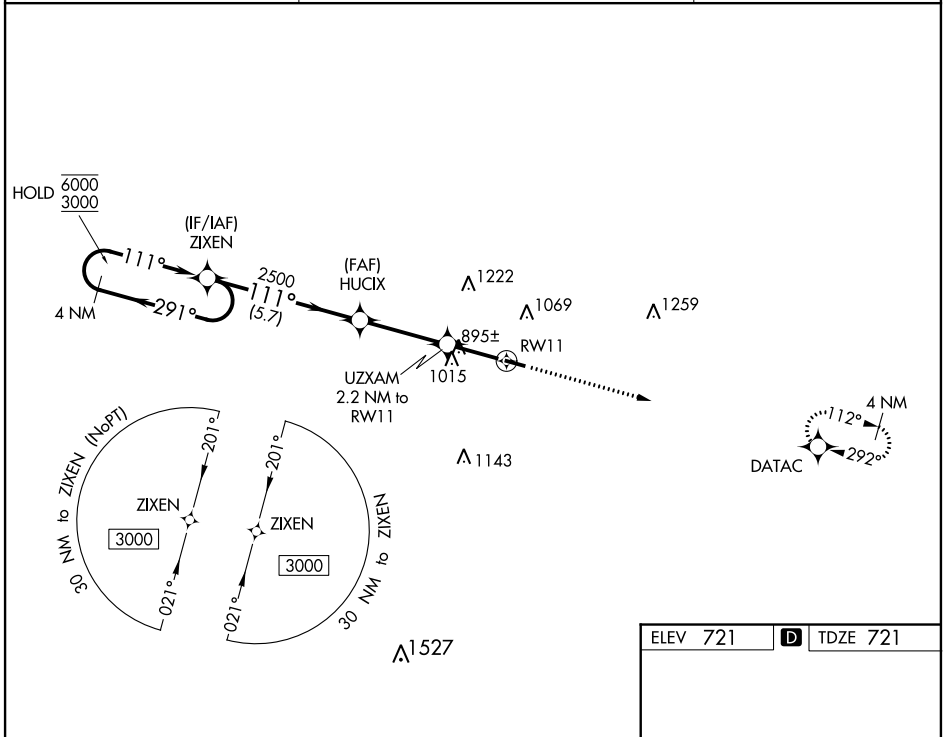 HOLD 6000
3000
(IF/IAF)
ZIXEN
111°
291°
4 NM
2500
111°
(5.7)
(FAF)
HUCIX
1222
1069
1259
895±
1015
RW11
UZXAM
2.2 NM to
RW11
1143
4 NM
112°
292°
DATAC
30 NM to ZIXEN (NoPT)
201°
ZIXEN
3000
021°
201°
ZIXEN
3000
021°
30 NM to ZIXEN
1527
ELEV 721 D TDZE 721